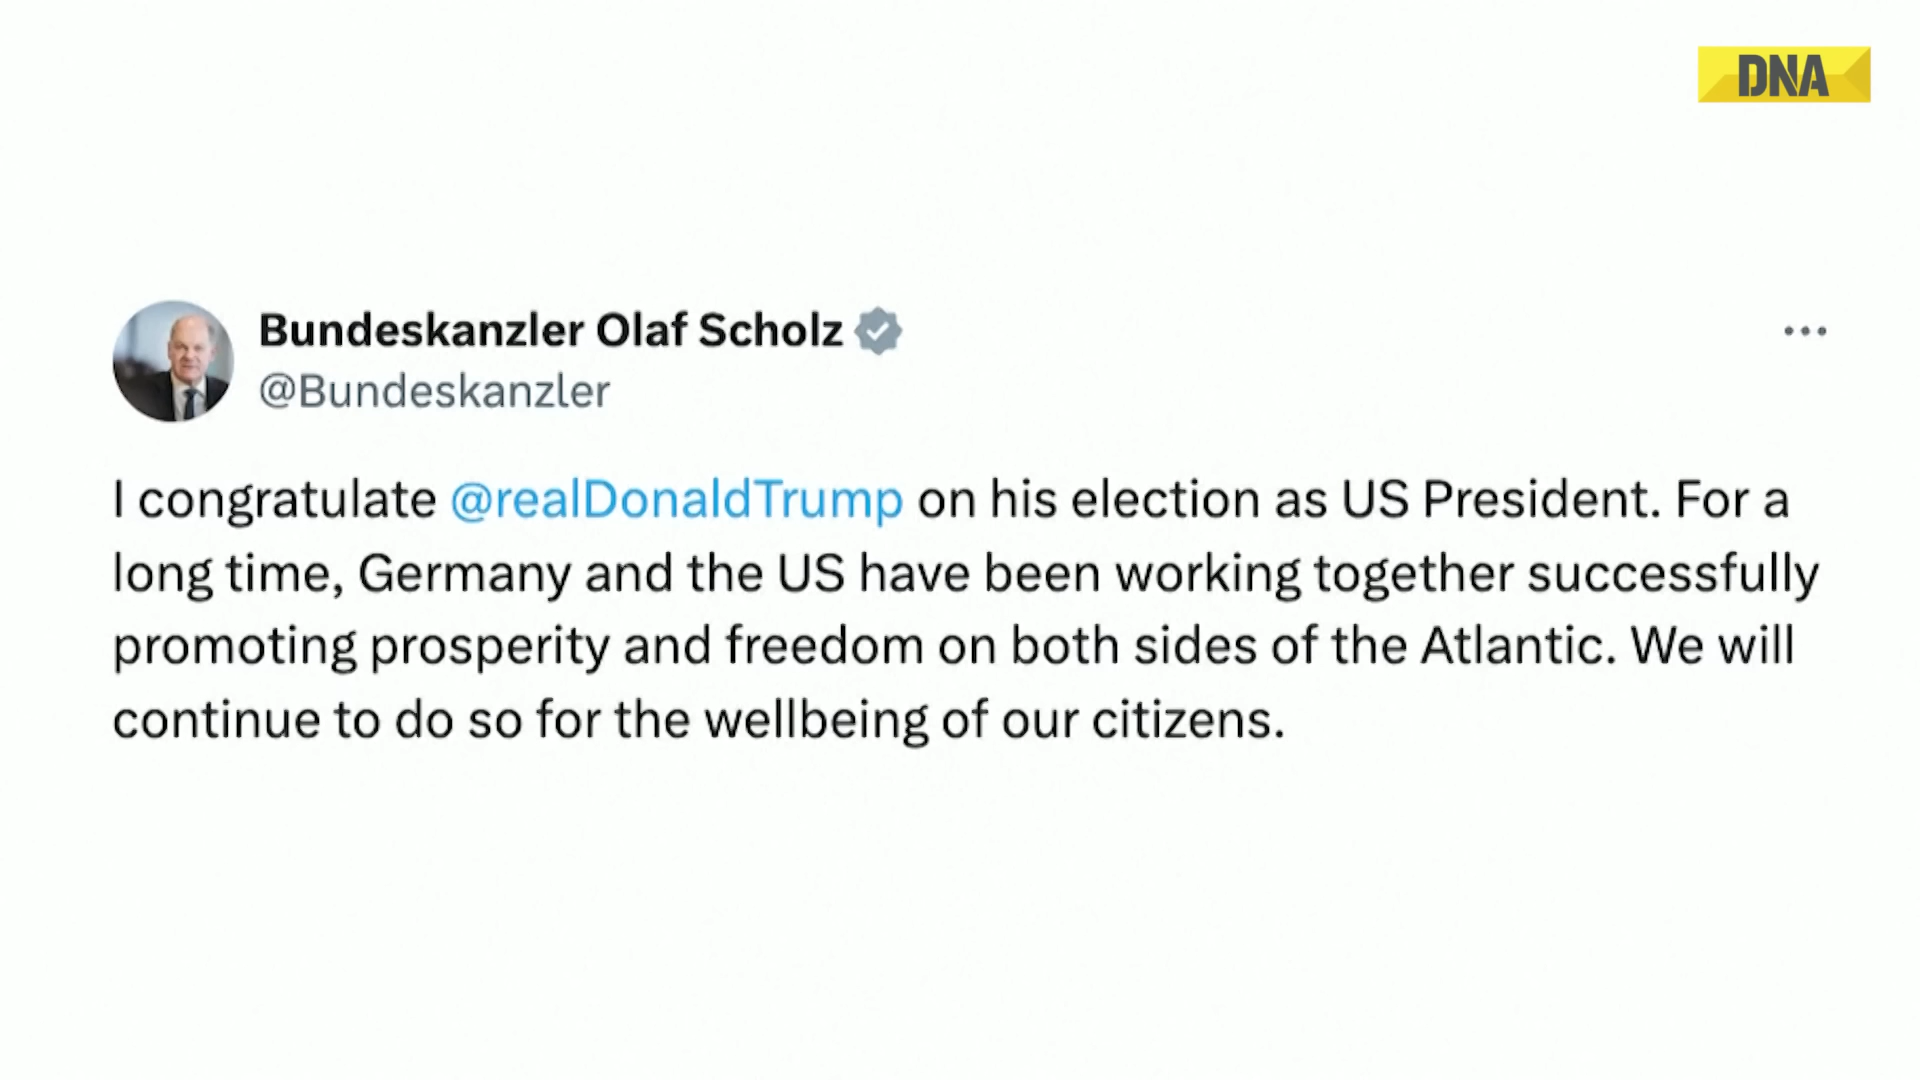 DNA
Bundeskanzler Olaf Scholz
@Bundeskanzler
I congratulate @realDonaldTrump on his election as US President. For a
long time, Germany and the US have been working together successfully
promoting prosperity and freedom on both sides of the Atlantic. We will
continue to do so for the wellbeing of our citizens.